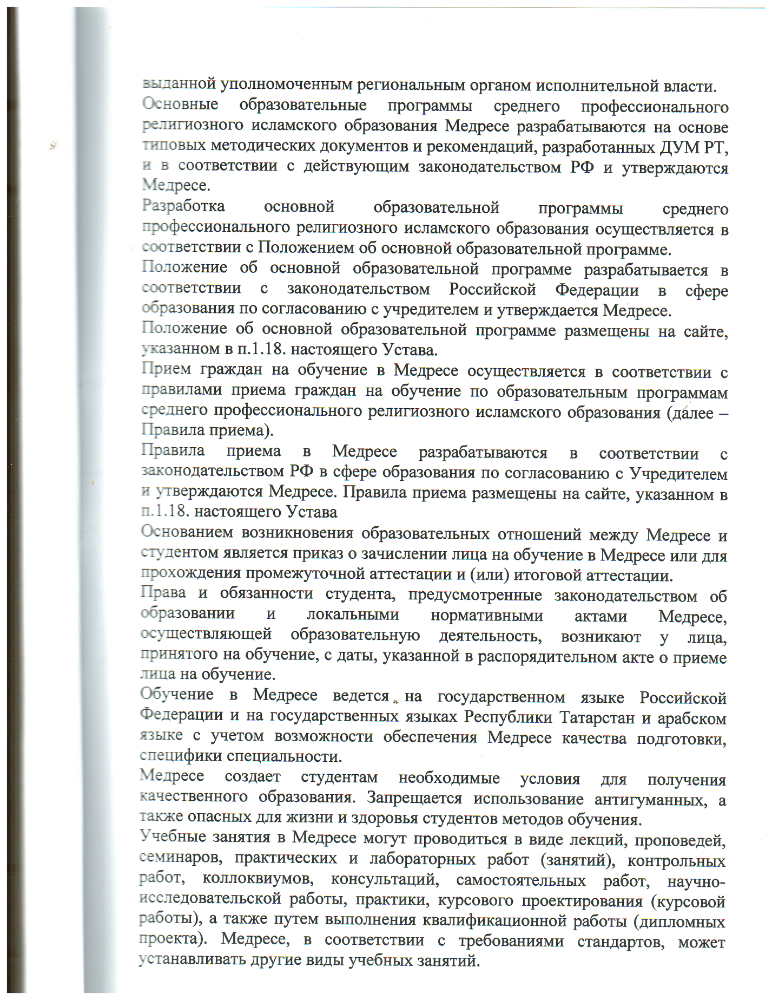 выданной уполномоченным региональным органом исполнительной власти.
Основные образовательные программы среднего профессионального
религиозного исламского образования Медресе разрабатываются на основе
типовых методических документов и рекомендаций, разработанных ДУМ РТ,
и в соответствии с действующим законодательством РФ и утверждаются
Медресе.
Разработка основной образовательной программы среднего
профессионального религиозного исламского образования осуществляется в
соответствии с Положением об основной образовательной программе.
Положение об основной образовательной программе разрабатывается в
соответствии с законодательством Российской Федерации в сфере
образования по согласованию с учредителем и утверждается Медресе.
Положение об основной образовательной программе размещены на сайте,
указанном в п.1.18. настоящего Устава.
Прием граждан на обучение в Медресе осуществляется в соответствии с
правилами приема граждан на обучение по образовательным программам
среднего профессионального религиозного исламского образования (далее –
Правила приема).
Правила приема в Медресе разрабатываются в соответствии с
законодательством РФ в сфере образования по согласованию с Учредителем
и утверждаются Медресе. Правила приема размещены на сайте, указанном в
п.1.18. настоящего Устава
Основанием возникновения образовательных отношений между Медресе и
студентом является приказ о зачислении лица на обучение в Медресе или для
прохождения промежуточной аттестации и (или) итоговой аттестации.
Права и обязанности студента, предусмотренные законодательством об
образовании и локальными нормативными актами Медресе,
осуществляющей образовательную деятельность, возникают у лица,
принятого на обучение, с даты, указанной в распорядительном акте о приеме
лица на обучение.
Обучение в Медресе ведется на государственном языке Российской
Федерации и на государственных языках Республики Татарстан и арабском
языке с учетом возможности обеспечения Медресе качества подготовки,
специфики специальности.
Медресе создает студентам необходимые условия для получения
качественного образования. Запрещается использование антигуманных, а
также опасных для жизни и здоровья студентов методов обучения.
Учебные занятия в Медресе могут проводиться в виде лекций, проповедей,
семинаров, практических и лабораторных работ (занятий), контрольных
работ, коллоквиумов, консультаций, самостоятельных работ, научно-
исследовательской работы, практики, курсового проектирования (курсовой
работы), а также путем выполнения квалификационной работы (дипломных
проекта). Медресе, в соответствии с требованиями стандартов, может
устанавливать другие виды учебных занятий.